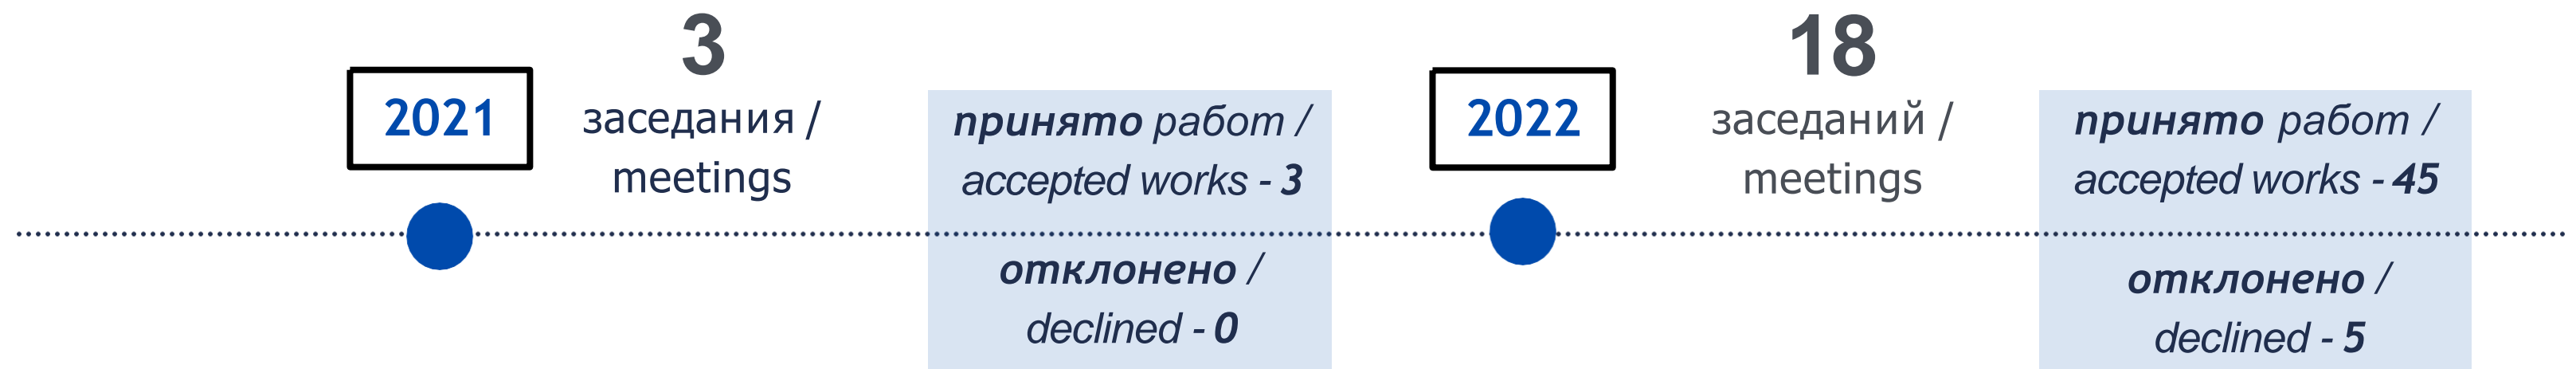 2021
3
заседания /
meetings
принято работ /
accepted works - 3
отклонено /
declined - 0
2022
18
заседаний /
meetings
принято работ /
accepted works - 45
отклонено /
declined - 5